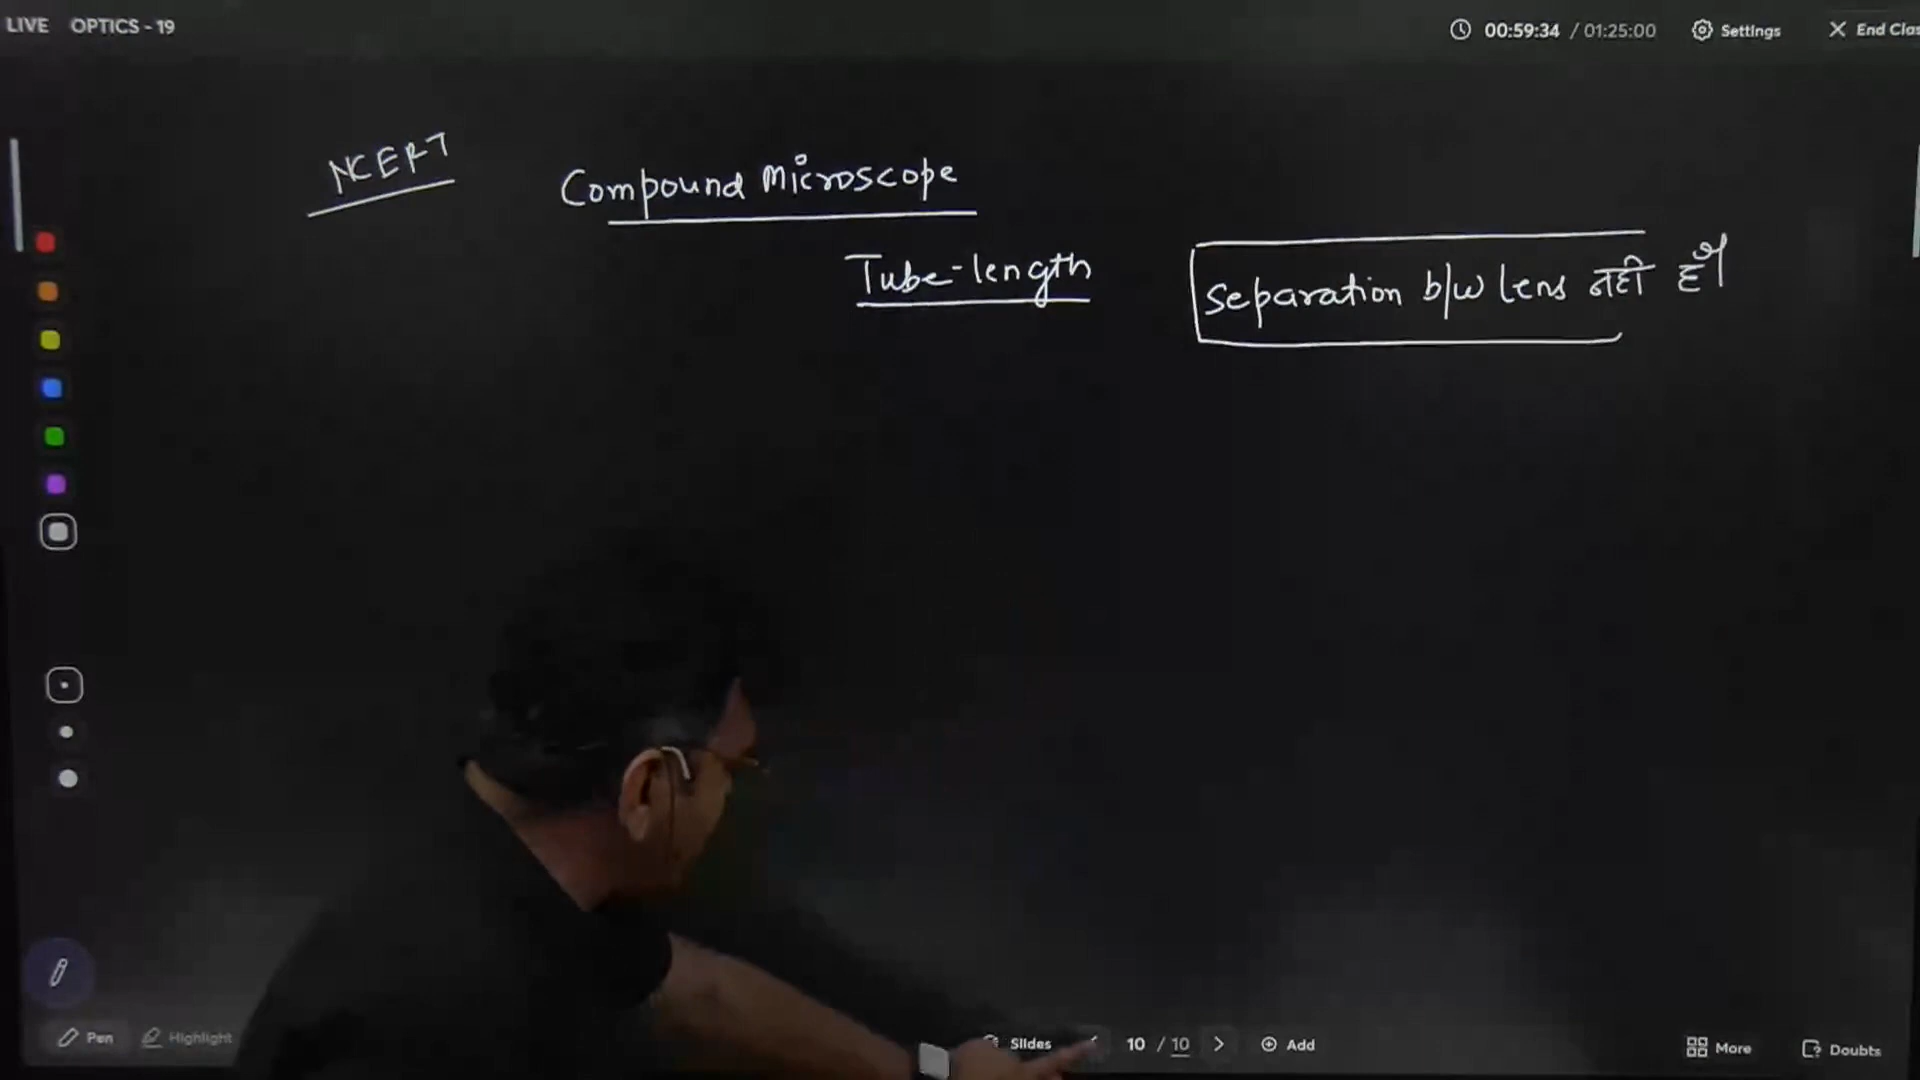 LIVE OPTICS - 19
00:59:34 / 01:25:00 Settings End Clas
NCERT
Compound Microscope
Tube-length
Separation b/w Lens नही है
Pen Highlight
Slides 10 / 10 Add
More Doubts